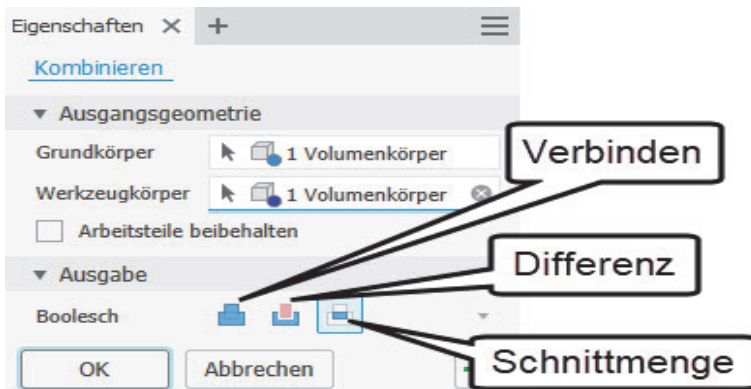 Eigenschaften × +
Kombinieren
Ausgangsgeometrie
Grundkörper 1 Volumenkörper
Verbinden
Werkzeugkörper 1 Volumenkörper
Arbeitsteile beibehalten
Ausgabe
Differenz
Boolesch
OK Abbrechen
Schnittmenge